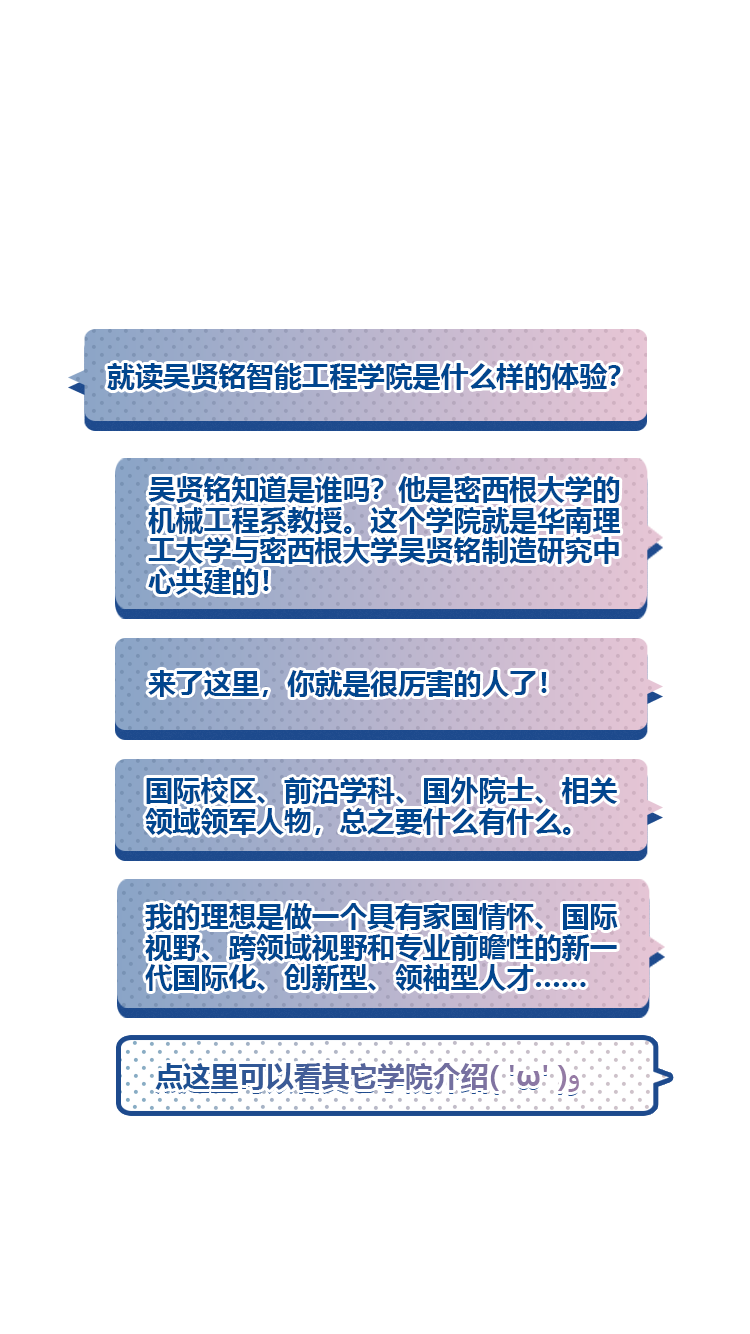 就读吴贤铭智能工程学院是什么样的体验？
吴贤铭知道是谁吗？他是密西根大学的
机械工程系教授。这个学院就是华南理
工大学与密西根大学吴贤铭制造研究中
心共建的！
来了这里，你就是很厉害的人了！
国际校区、前沿学科、国外院士、相关
领域领军人物，总之要什么有什么。
我的理想是做一个具有家国情怀、国际
视野、跨领域视野和专业前瞻性的新一
代国际化、创新型、领袖型人才……
点这里可以看其它学院介绍( 'ω' )و